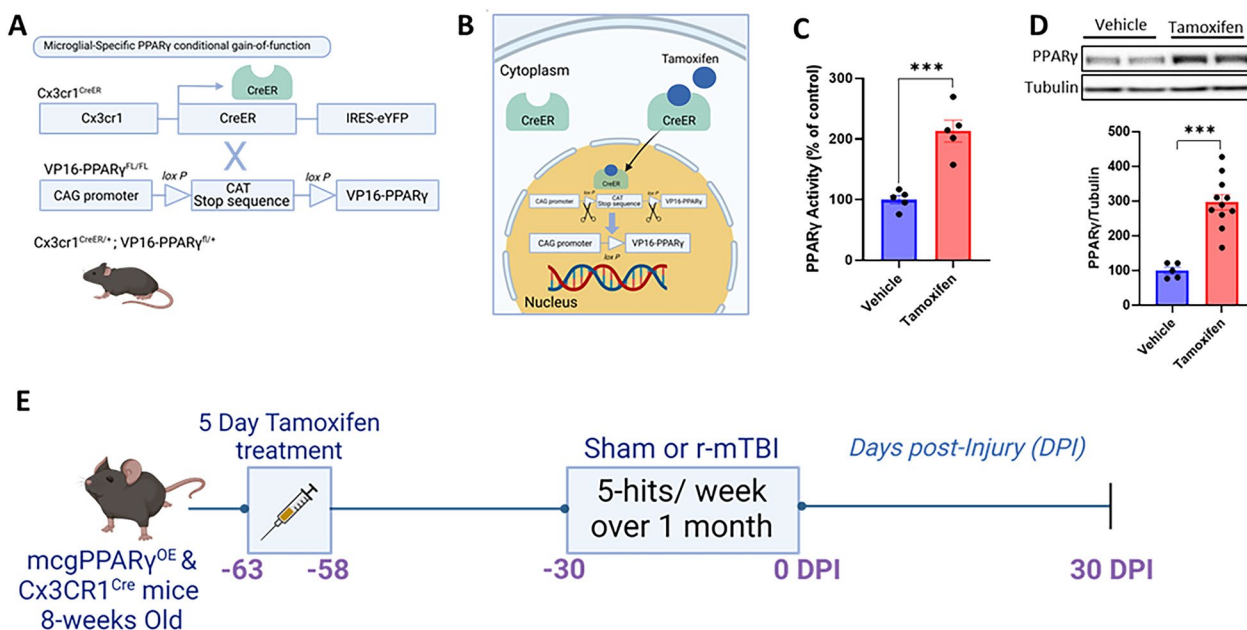 A
Microglial-Specific PPARγ conditional gain-of-function
CreER
Cx3cr1CreER
Cx3cr1
CreER
IRES-eYFP
X
VP16-PPARγFL/FL
lox P
lox P
CAG promoter
CAT
Stop sequence
VP16-PPARγ
Cx3cr1CreER/+; VP16-PPARγfl/+
B
Cytoplasm
Tamoxifen
CreER
CreER
CreER
lox P
lox P
CAG promoter
CAT
Stop sequence
VP16-PPARγ
CAG promoter
VP16-PPARγ
lox P
Nucleus
C
PPARγ Activity (% of control)
300
200
100
0
***
Vehicle
Tamoxifen
D
Vehicle
Tamoxifen
PPARγ
Tubulin
PPARγ/Tubulin
500
400
300
200
100
0
***
Vehicle
Tamoxifen
E
5 Day Tamoxifen
treatment
Sham or r-mTBI
Days post-Injury (DPI)
5-hits/ week
over 1 month
mcgPPARγOE &
Cx3CR1Cre mice
8-weeks Old
-63
-58
-30
0 DPI
30 DPI